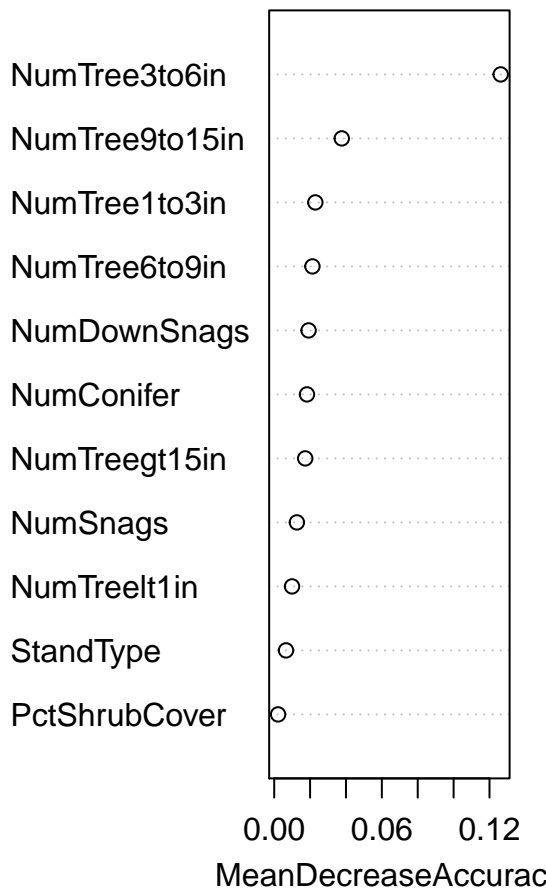 NumTree3to6in
NumTree9to15in
NumTree1to3in
NumTree6to9in
NumDownSnags
NumConifer
NumTreegt15in
NumSnags
NumTreelt1in
StandType
PctShrubCover
0.00 0.06 0.12
MeanDecreaseAccurac